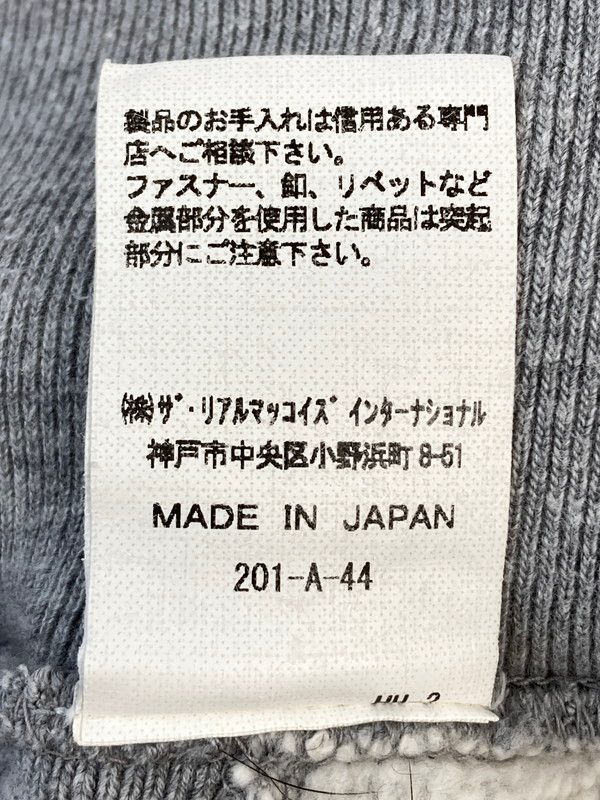 製品のお手入れは信用ある専門
店へご相談下さい。
ファスナー、釦、リベットなど
金属部分を使用した商品は突起
部分にご注意下さい。
㈱ｻﾞ・ﾘｱﾙﾏｯｺｲｽﾞ ｲﾝﾀｰﾅｼｮﾅﾙ
神戸市中央区小野浜町 8-51
MADE IN JAPAN
201-A-44